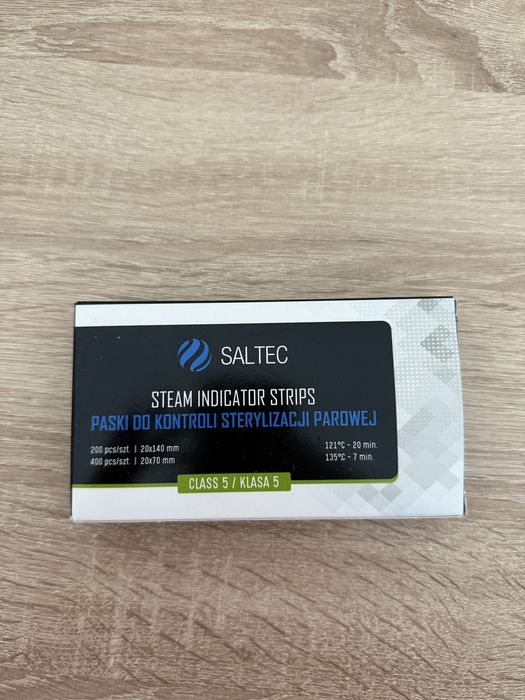 SALTEC
STEAM INDICATOR STRIPS
PASKI DO KONTROLI STERYLIZACJI PAROWEJ
200 pcs/szt. | 20x140 mm 121°C - 20 min.
400 pcs/szt. | 20x70 mm 135°C - 7 min.
CLASS 5 / KLASA 5